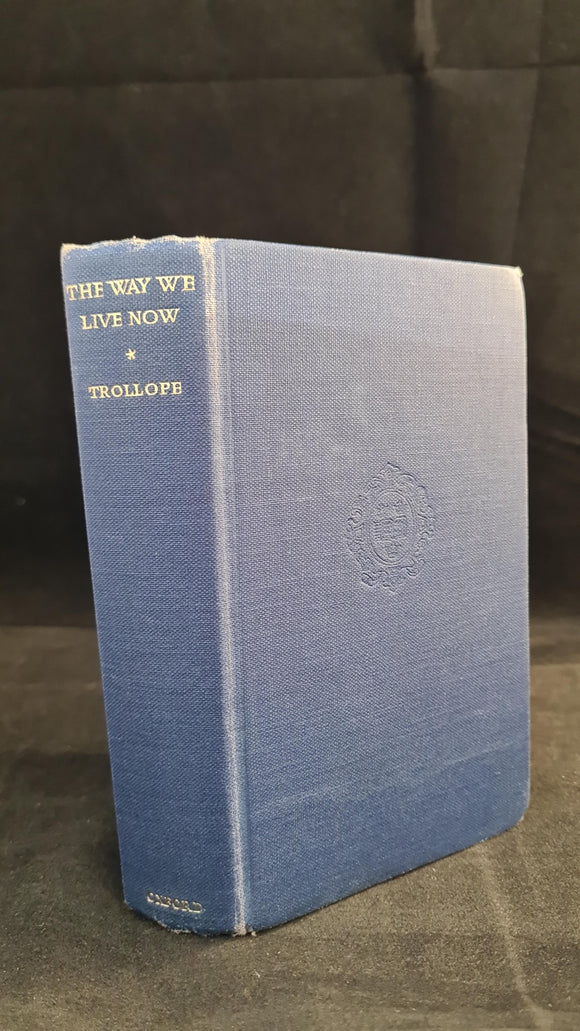 THE WAY WE
LIVE NOW
*
TROLLOPE
OXFORD